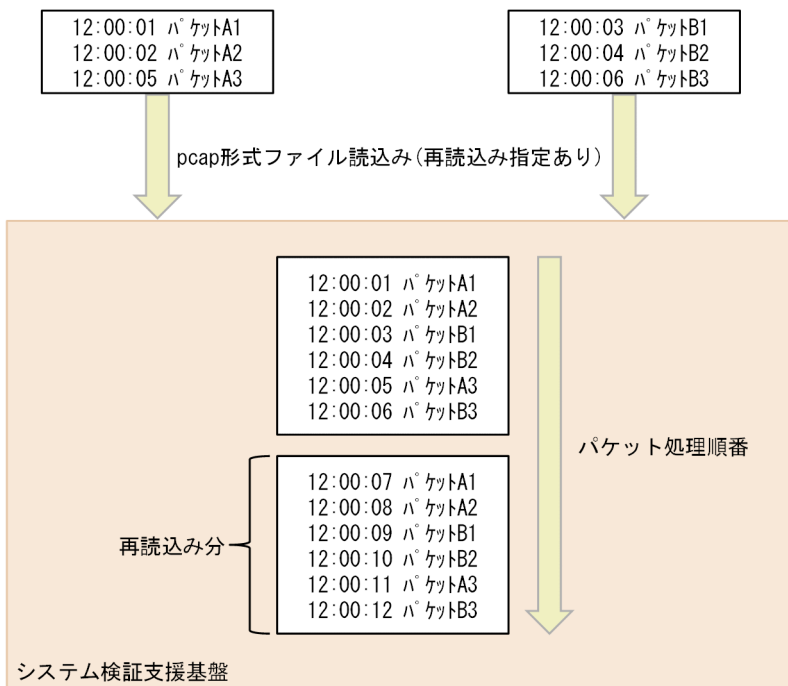 12:00:01 パケットA1
12:00:02 パケットA2
12:00:05 パケットA3
12:00:03 パケットB1
12:00:04 パケットB2
12:00:06 パケットB3
pcap形式ファイル読込み(再読込み指定あり)
12:00:01 パケットA1
12:00:02 パケットA2
12:00:03 パケットB1
12:00:04 パケットB2
12:00:05 パケットA3
12:00:06 パケットB3
パケット処理順番
再読込み分
12:00:07 パケットA1
12:00:08 パケットA2
12:00:09 パケットB1
12:00:10 パケットB2
12:00:11 パケットA3
12:00:12 パケットB3
システム検証支援基盤